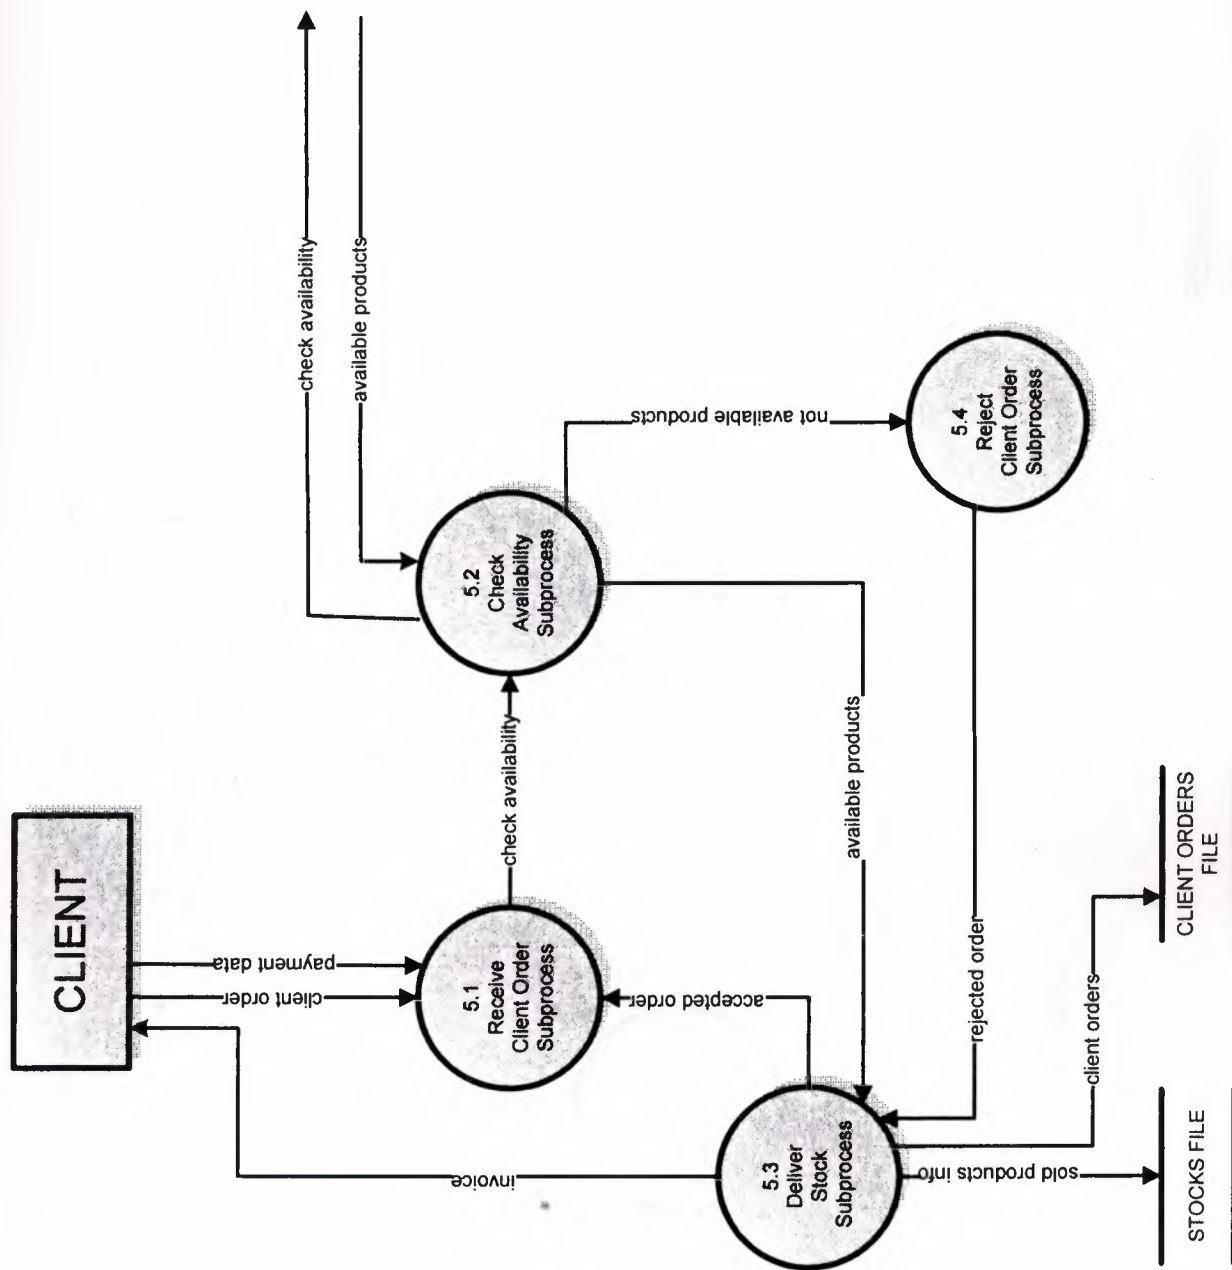 CLIENT
payment data
client order
invoice
5.1
Receive
Client Order
Subprocess
check availability
5.2
Check
Availability
Subprocess
check availability
available products
not available products
5.4
Reject
Client Order
Subprocess
available products
rejected order
accepted order
5.3
Deliver
Stock
Subprocess
sold products info
client orders
STOCKS FILE
CLIENT ORDERS
FILE